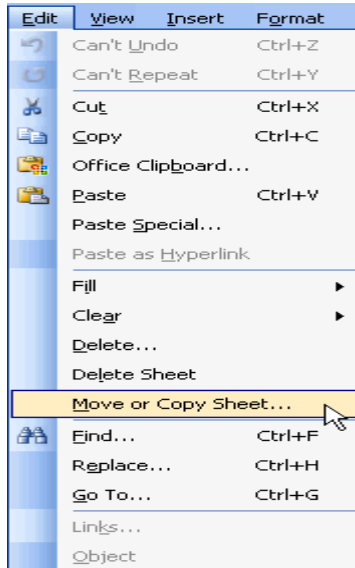 Edit View Insert Format
Can't Undo Ctrl+Z
Can't Repeat Ctrl+Y
Cut Ctrl+X
Copy Ctrl+C
Office Clipboard...
Paste Ctrl+V
Paste Special...
Paste as Hyperlink
Fill
Clear
Delete...
Delete Sheet
Move or Copy Sheet...
Find... Ctrl+F
Replace... Ctrl+H
Go To... Ctrl+G
Links...
Object